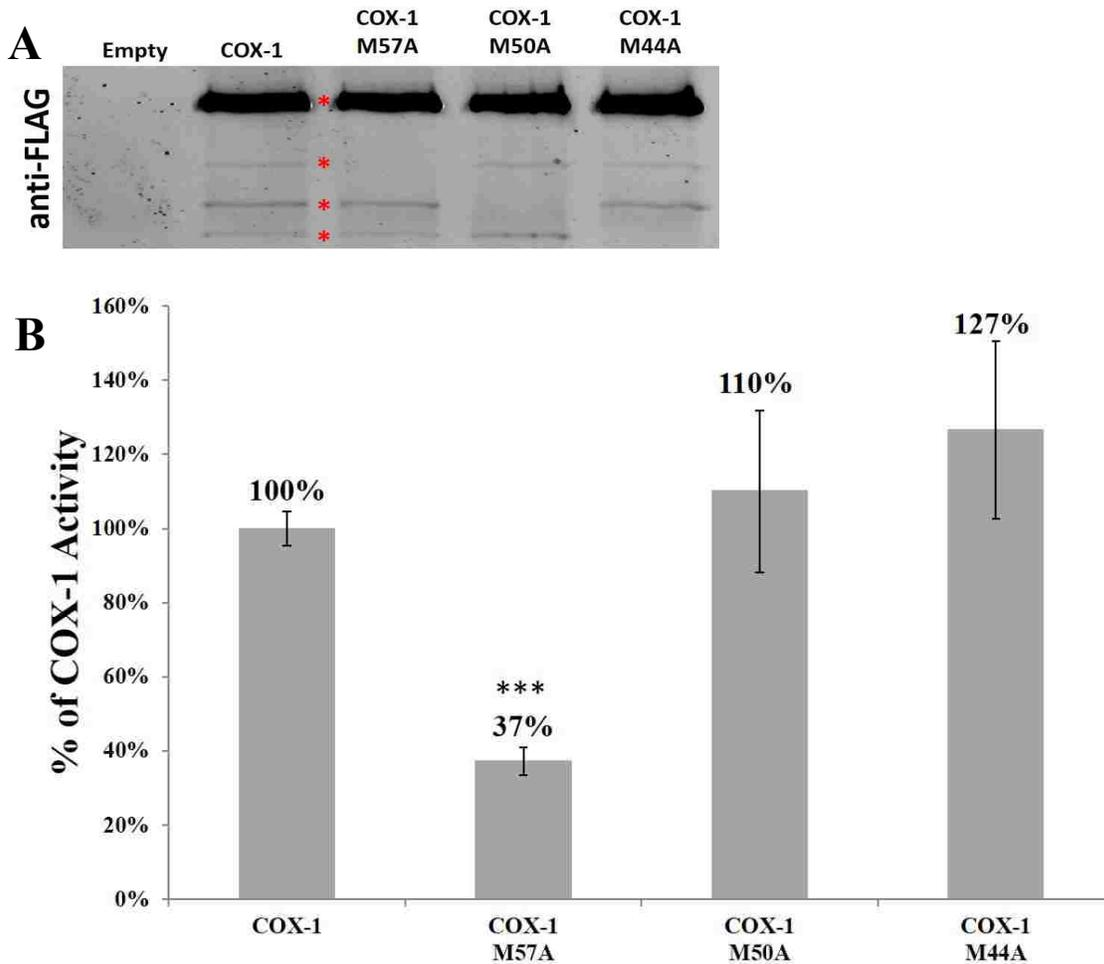 A
Empty
COX-1
COX-1
M57A
COX-1
M50A
COX-1
M44A
anti-FLAG
*
*
*
*
B
% of COX-1 Activity
160%
140%
120%
100%
80%
60%
40%
20%
0%
100%
***
37%
110%
127%
COX-1
COX-1
M57A
COX-1
M50A
COX-1
M44A